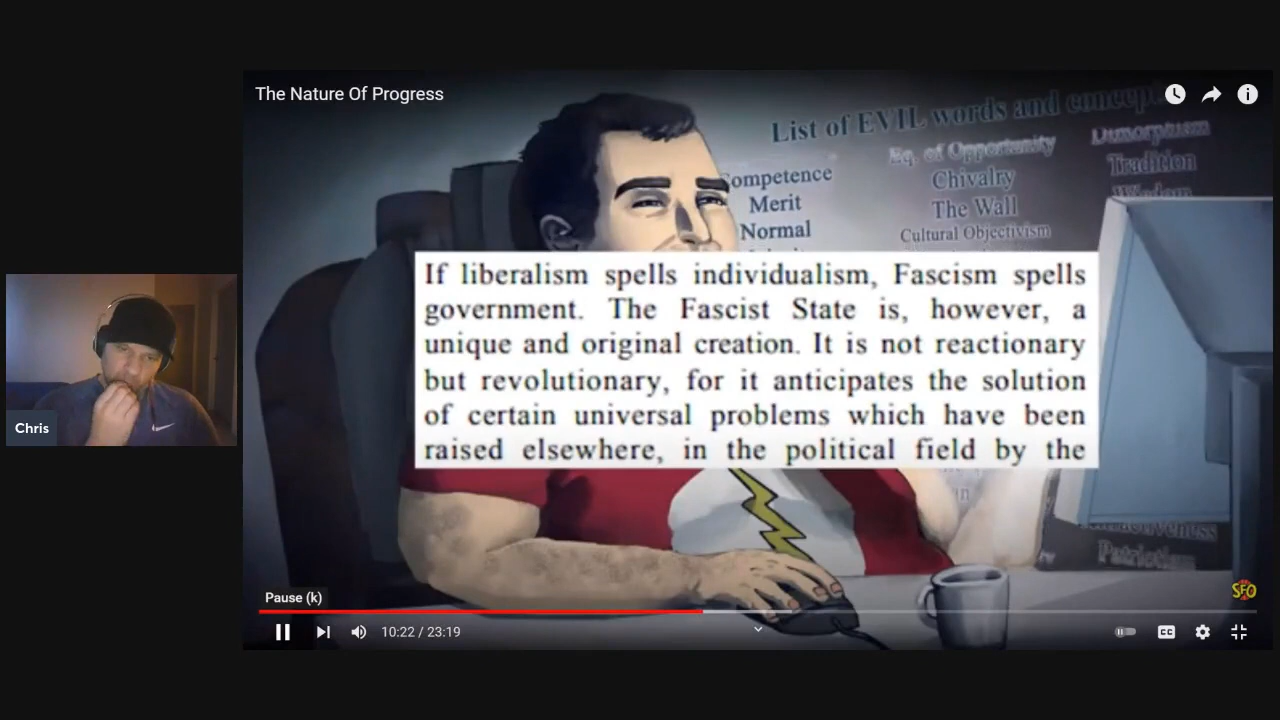 The Nature Of Progress
List of EVIL words and
Eq. of Opportunity
Competence
Chivalry
Tradition
Merit
The Wall
Wisdom
Normal
Cultural Objectivism
If liberalism spells individualism, Fascism spells
government. The Fascist State is, however, a
unique and original creation. It is not reactionary
but revolutionary, for it anticipates the solution
of certain universal problems which have been
raised elsewhere, in the political field by the
Chris
Patriotism
SFO
Pause (k)
10:22 / 23:19
CC